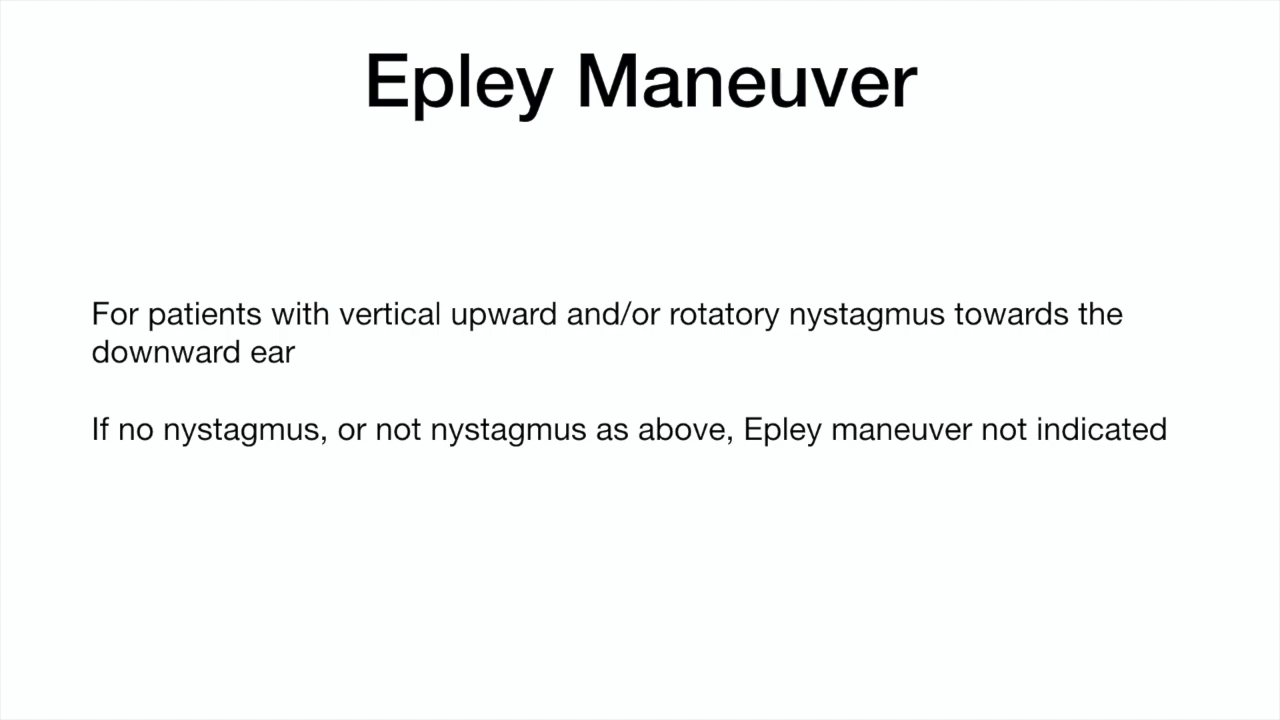 Epley Maneuver
For patients with vertical upward and/or rotatory nystagmus towards the
downward ear
If no nystagmus, or not nystagmus as above, Epley maneuver not indicated